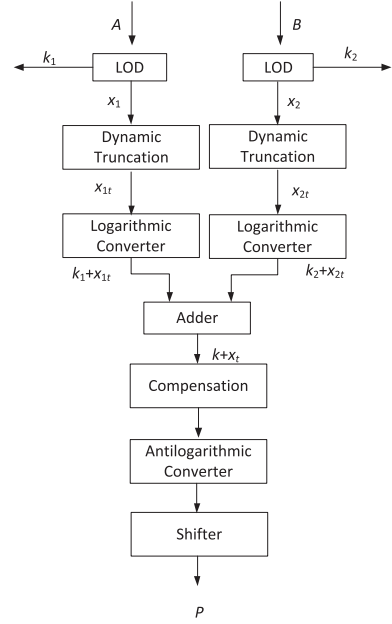 A B
k1 k2
LOD LOD
x1 x2
Dynamic Truncation Dynamic Truncation
x1t x2t
Logarithmic Converter Logarithmic Converter
k1+x1t k2+x2t
Adder
k+xt
Compensation
Antilogarithmic
Converter
Shifter
P